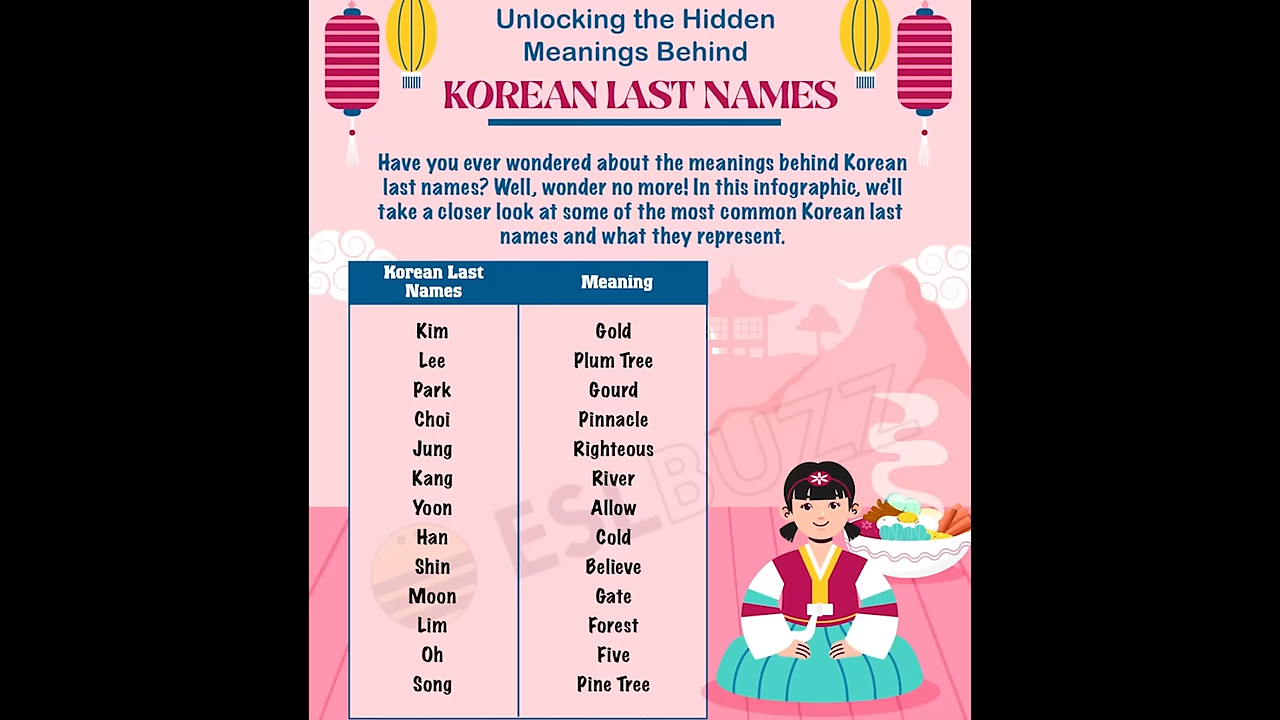 Unlocking the Hidden
Meanings Behind
KOREAN LAST NAMES
Have you ever wondered about the meanings behind Korean
last names? Well, wonder no more! In this infographic, we'll
take a closer look at some of the most common Korean last
names and what they represent.
Korean Last
Names
Meaning
Kim Gold
Lee Plum Tree
Park Gourd
Choi Pinnacle
Jung Righteous
Kang River
Yoon Allow
Han Cold
Shin Believe
Moon Gate
Lim Forest
Oh Five
Song Pine Tree
ESLBUZZ